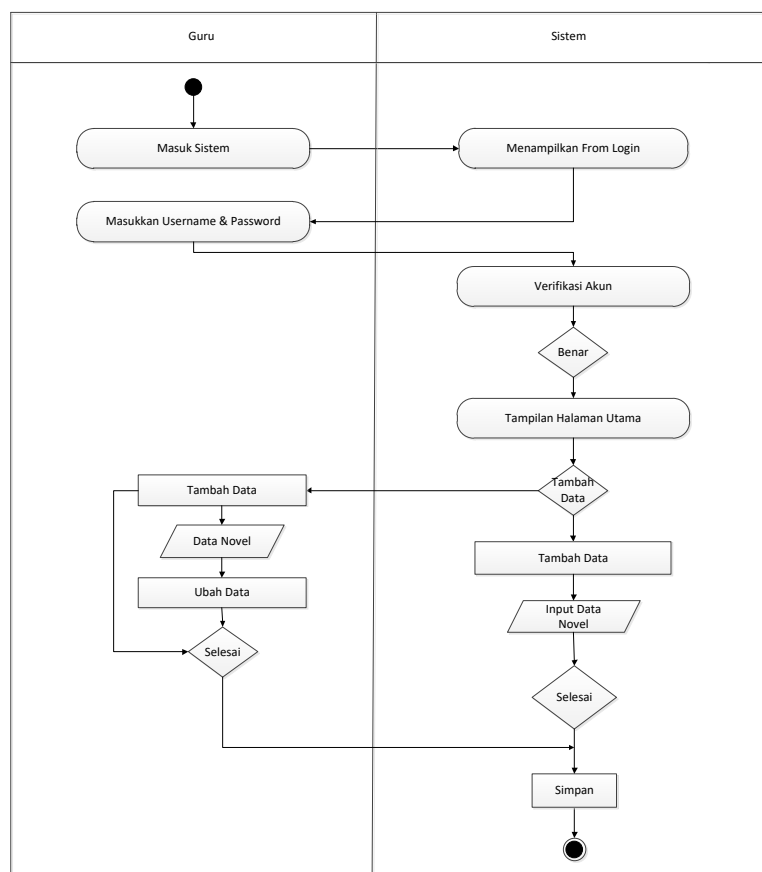 Guru
Sistem
Masuk Sistem
Menampilkan From Login
Masukkan Username & Password
Verifikasi Akun
Benar
Tampilan Halaman Utama
Tambah Data
Tambah
Data
Data Novel
Tambah Data
Ubah Data
Input Data
Novel
Selesai
Selesai
Simpan